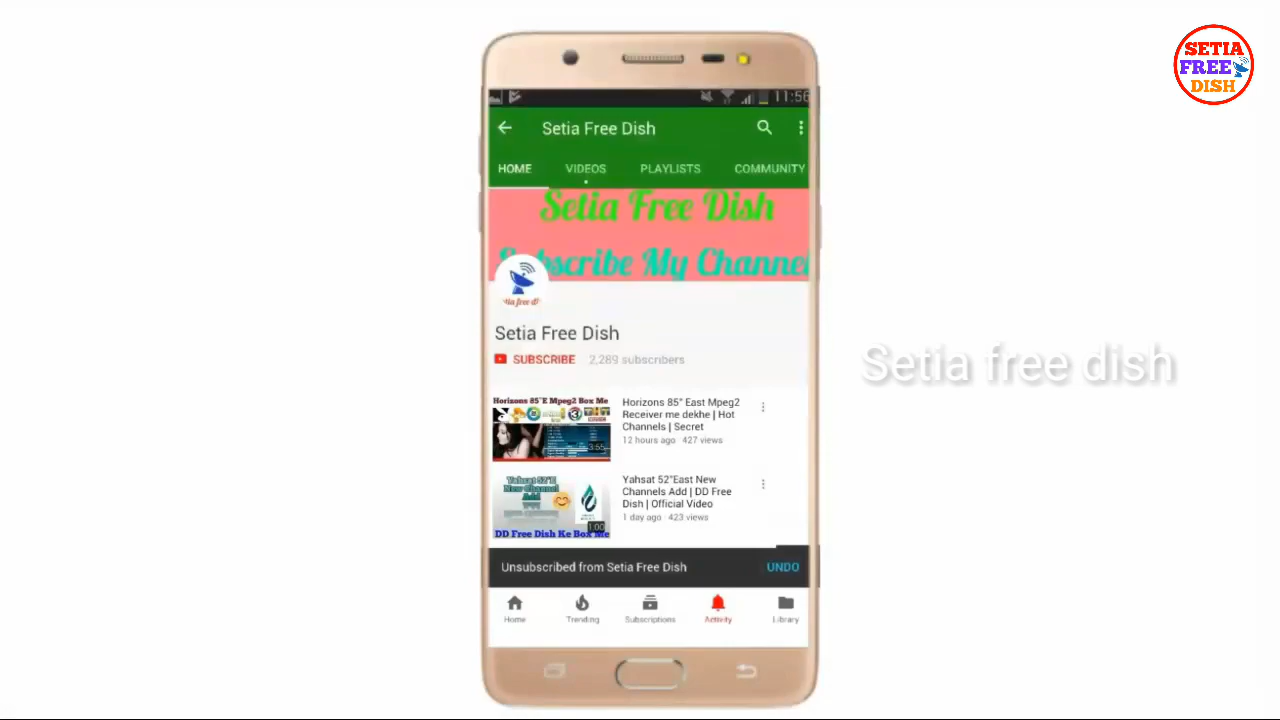 SETIA
FREE
DISH
11:56
Setia Free Dish
HOME VIDEOS PLAYLISTS COMMUNITY
Setia Free Dish
Subscribe My Channel
Setia Free Dish
SUBSCRIBE 2,289 subscribers
Setia free dish
Horizons 85°E Mpeg2 Box Me
3:55
Horizons 85° East Mpeg2
Receiver me dekhe | Hot
Channels | Secret
12 hours ago 427 views
Yahsat 52°E
New Channel
Add
1:00
DD Free Dish Ke Box Me
Yahsat 52°East New
Channels Add | DD Free
Dish | Official Video
1 day ago 423 views
Unsubscribed from Setia Free Dish UNDO
Home Trending Subscriptions Activity Library